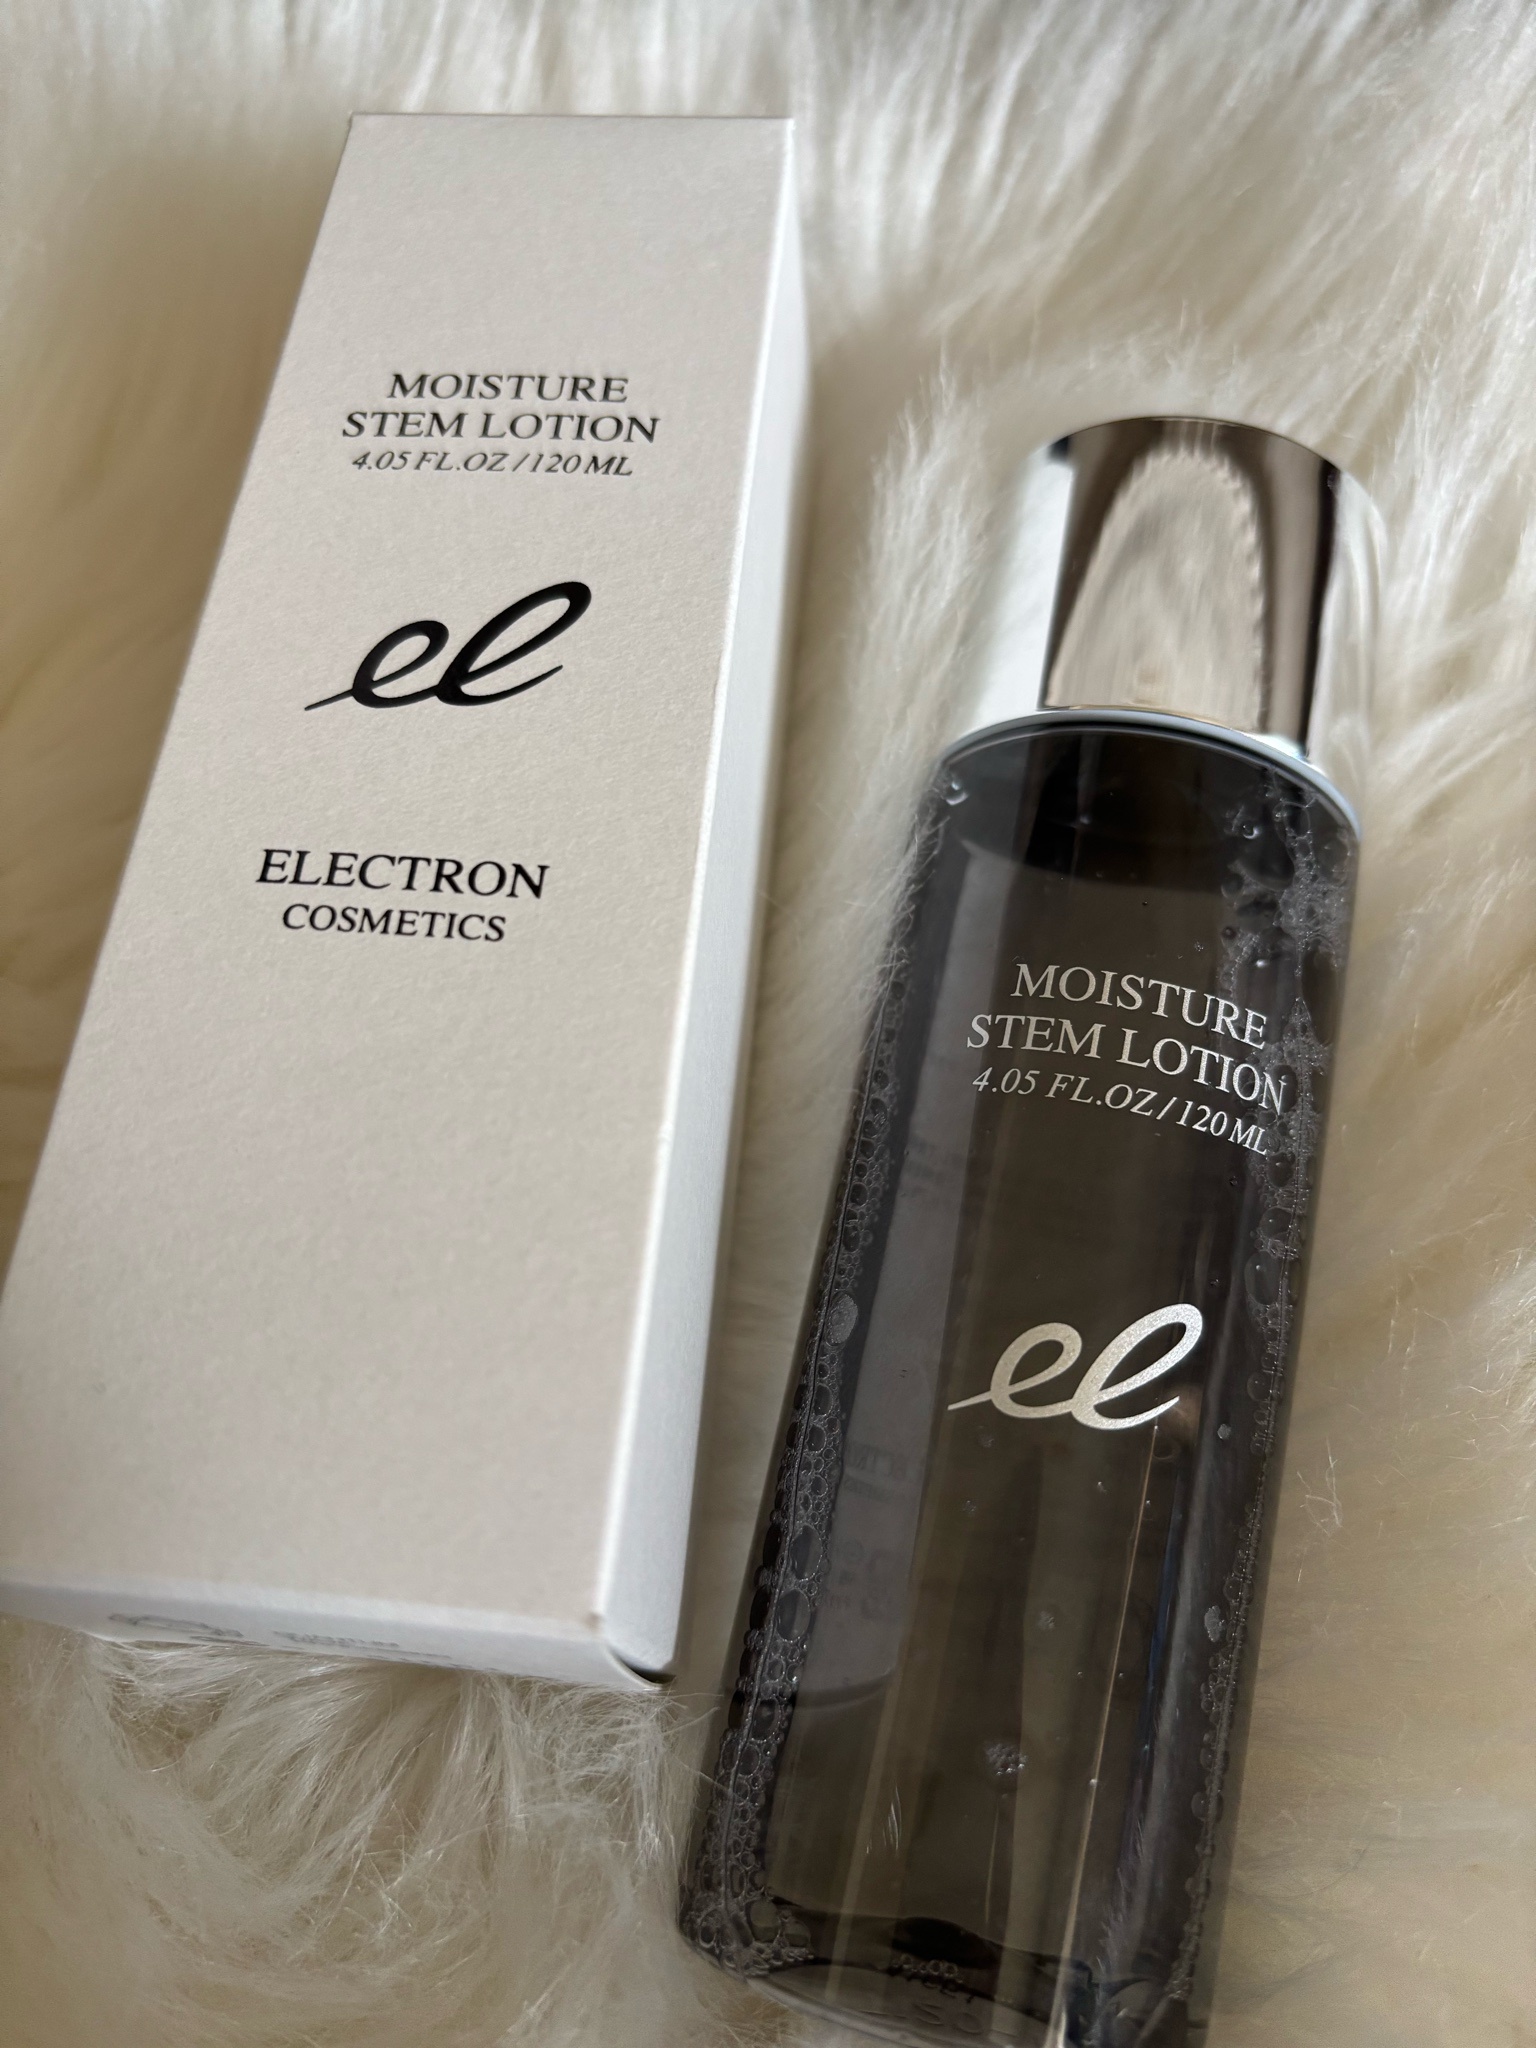 MOISTURE
STEM LOTION
4.05 FL.OZ / 120 ML
el
ELECTRON
COSMETICS
MOISTURE
STEM LOTION
4.05 FL.OZ / 120 ML
el